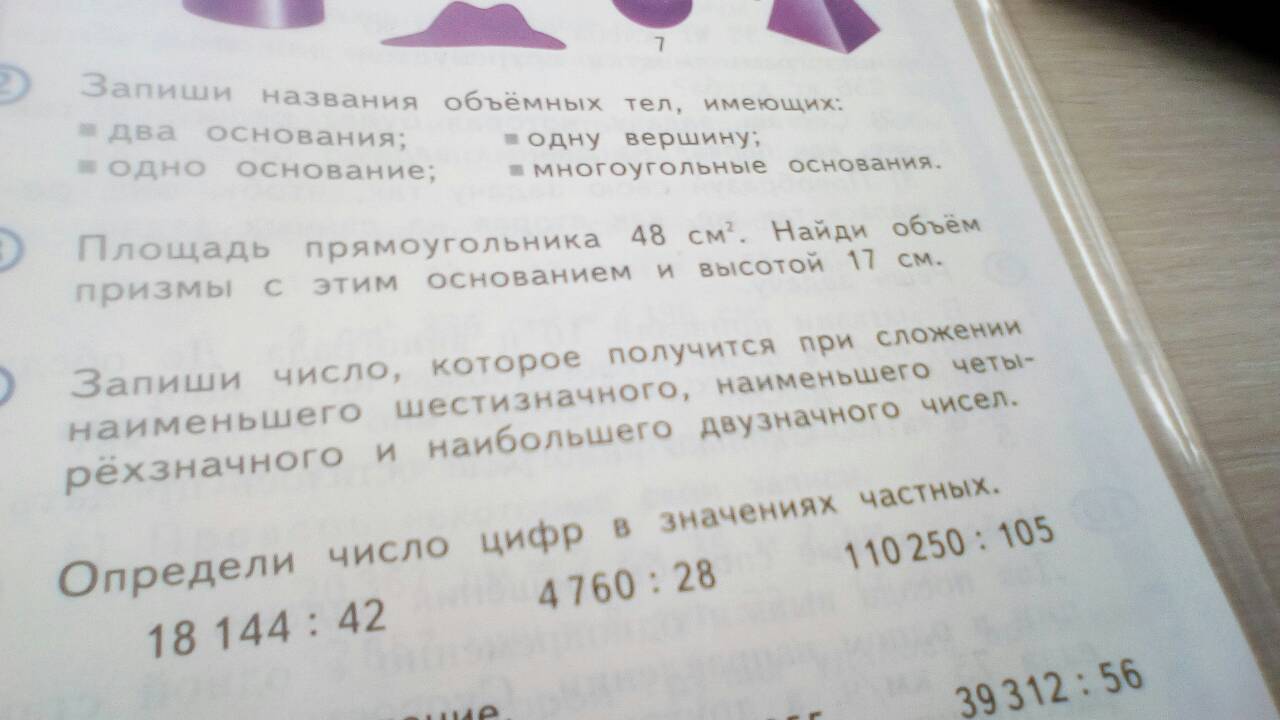 7
2 Запиши названия объёмных тел, имеющих:
два основания; одну вершину;
одно основание; многоугольные основания.
Площадь прямоугольника 48 см². Найди объём
призмы с этим основанием и высотой 17 см.
Запиши число, которое получится при сложении
наименьшего шестизначного, наименьшего четы-
рёхзначного и наибольшего двузначного чисел.
Определи число цифр в значениях частных.
18 144 : 42 4 760 : 28 110 250 : 105
39 312 : 56